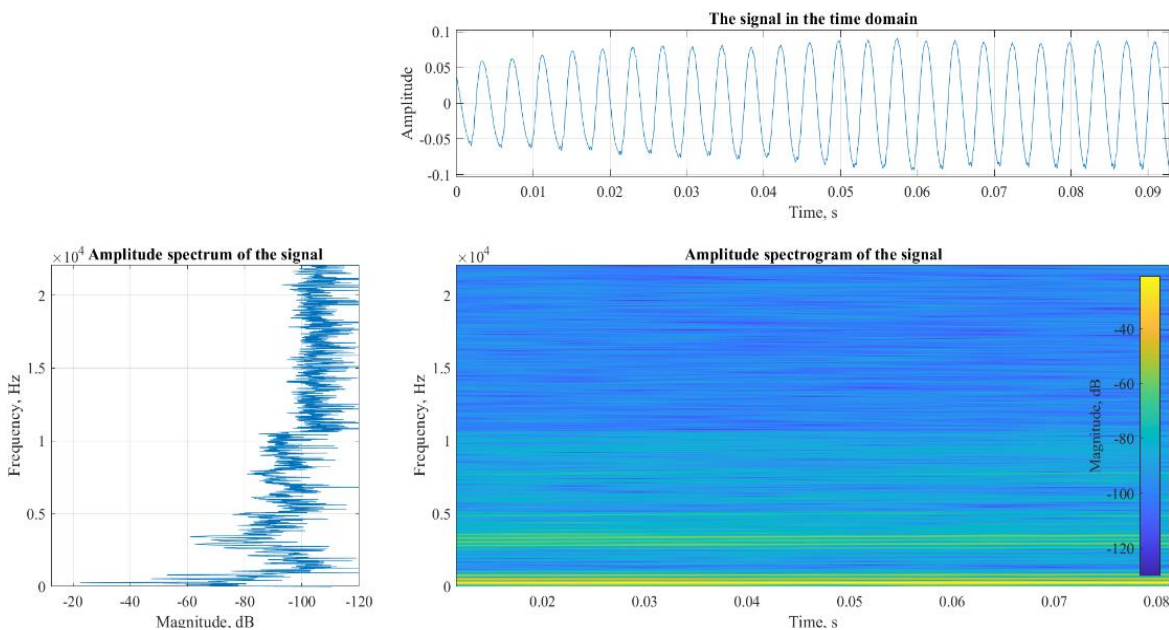 The signal in the time domain
0.1
0.05
0
-0.05
-0.1
Amplitude
0 0.01 0.02 0.03 0.04 0.05 0.06 0.07 0.08 0.09
Time, s
×10⁴ Amplitude spectrum of the signal
2
1.5
1
0.5
0
Frequency, Hz
-20 -40 -60 -80 -100 -120
Magnitude, dB
×10⁴ Amplitude spectrogram of the signal
2
1.5
1
0.5
0
Frequency, Hz
0.02 0.03 0.04 0.05 0.06 0.07 0.08
Time, s
-40
-60
-80
-100
-120
Magnitude, dB